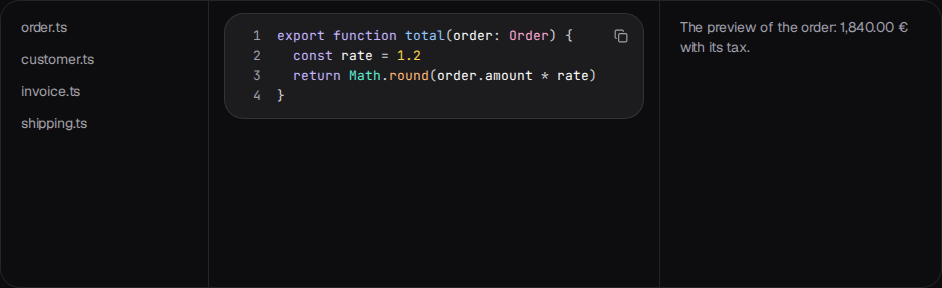 order.ts
customer.ts
invoice.ts
shipping.ts
1 export function total(order: Order) {
2   const rate = 1.2
3   return Math.round(order.amount * rate)
4 }
The preview of the order: 1,840.00 €
with its tax.